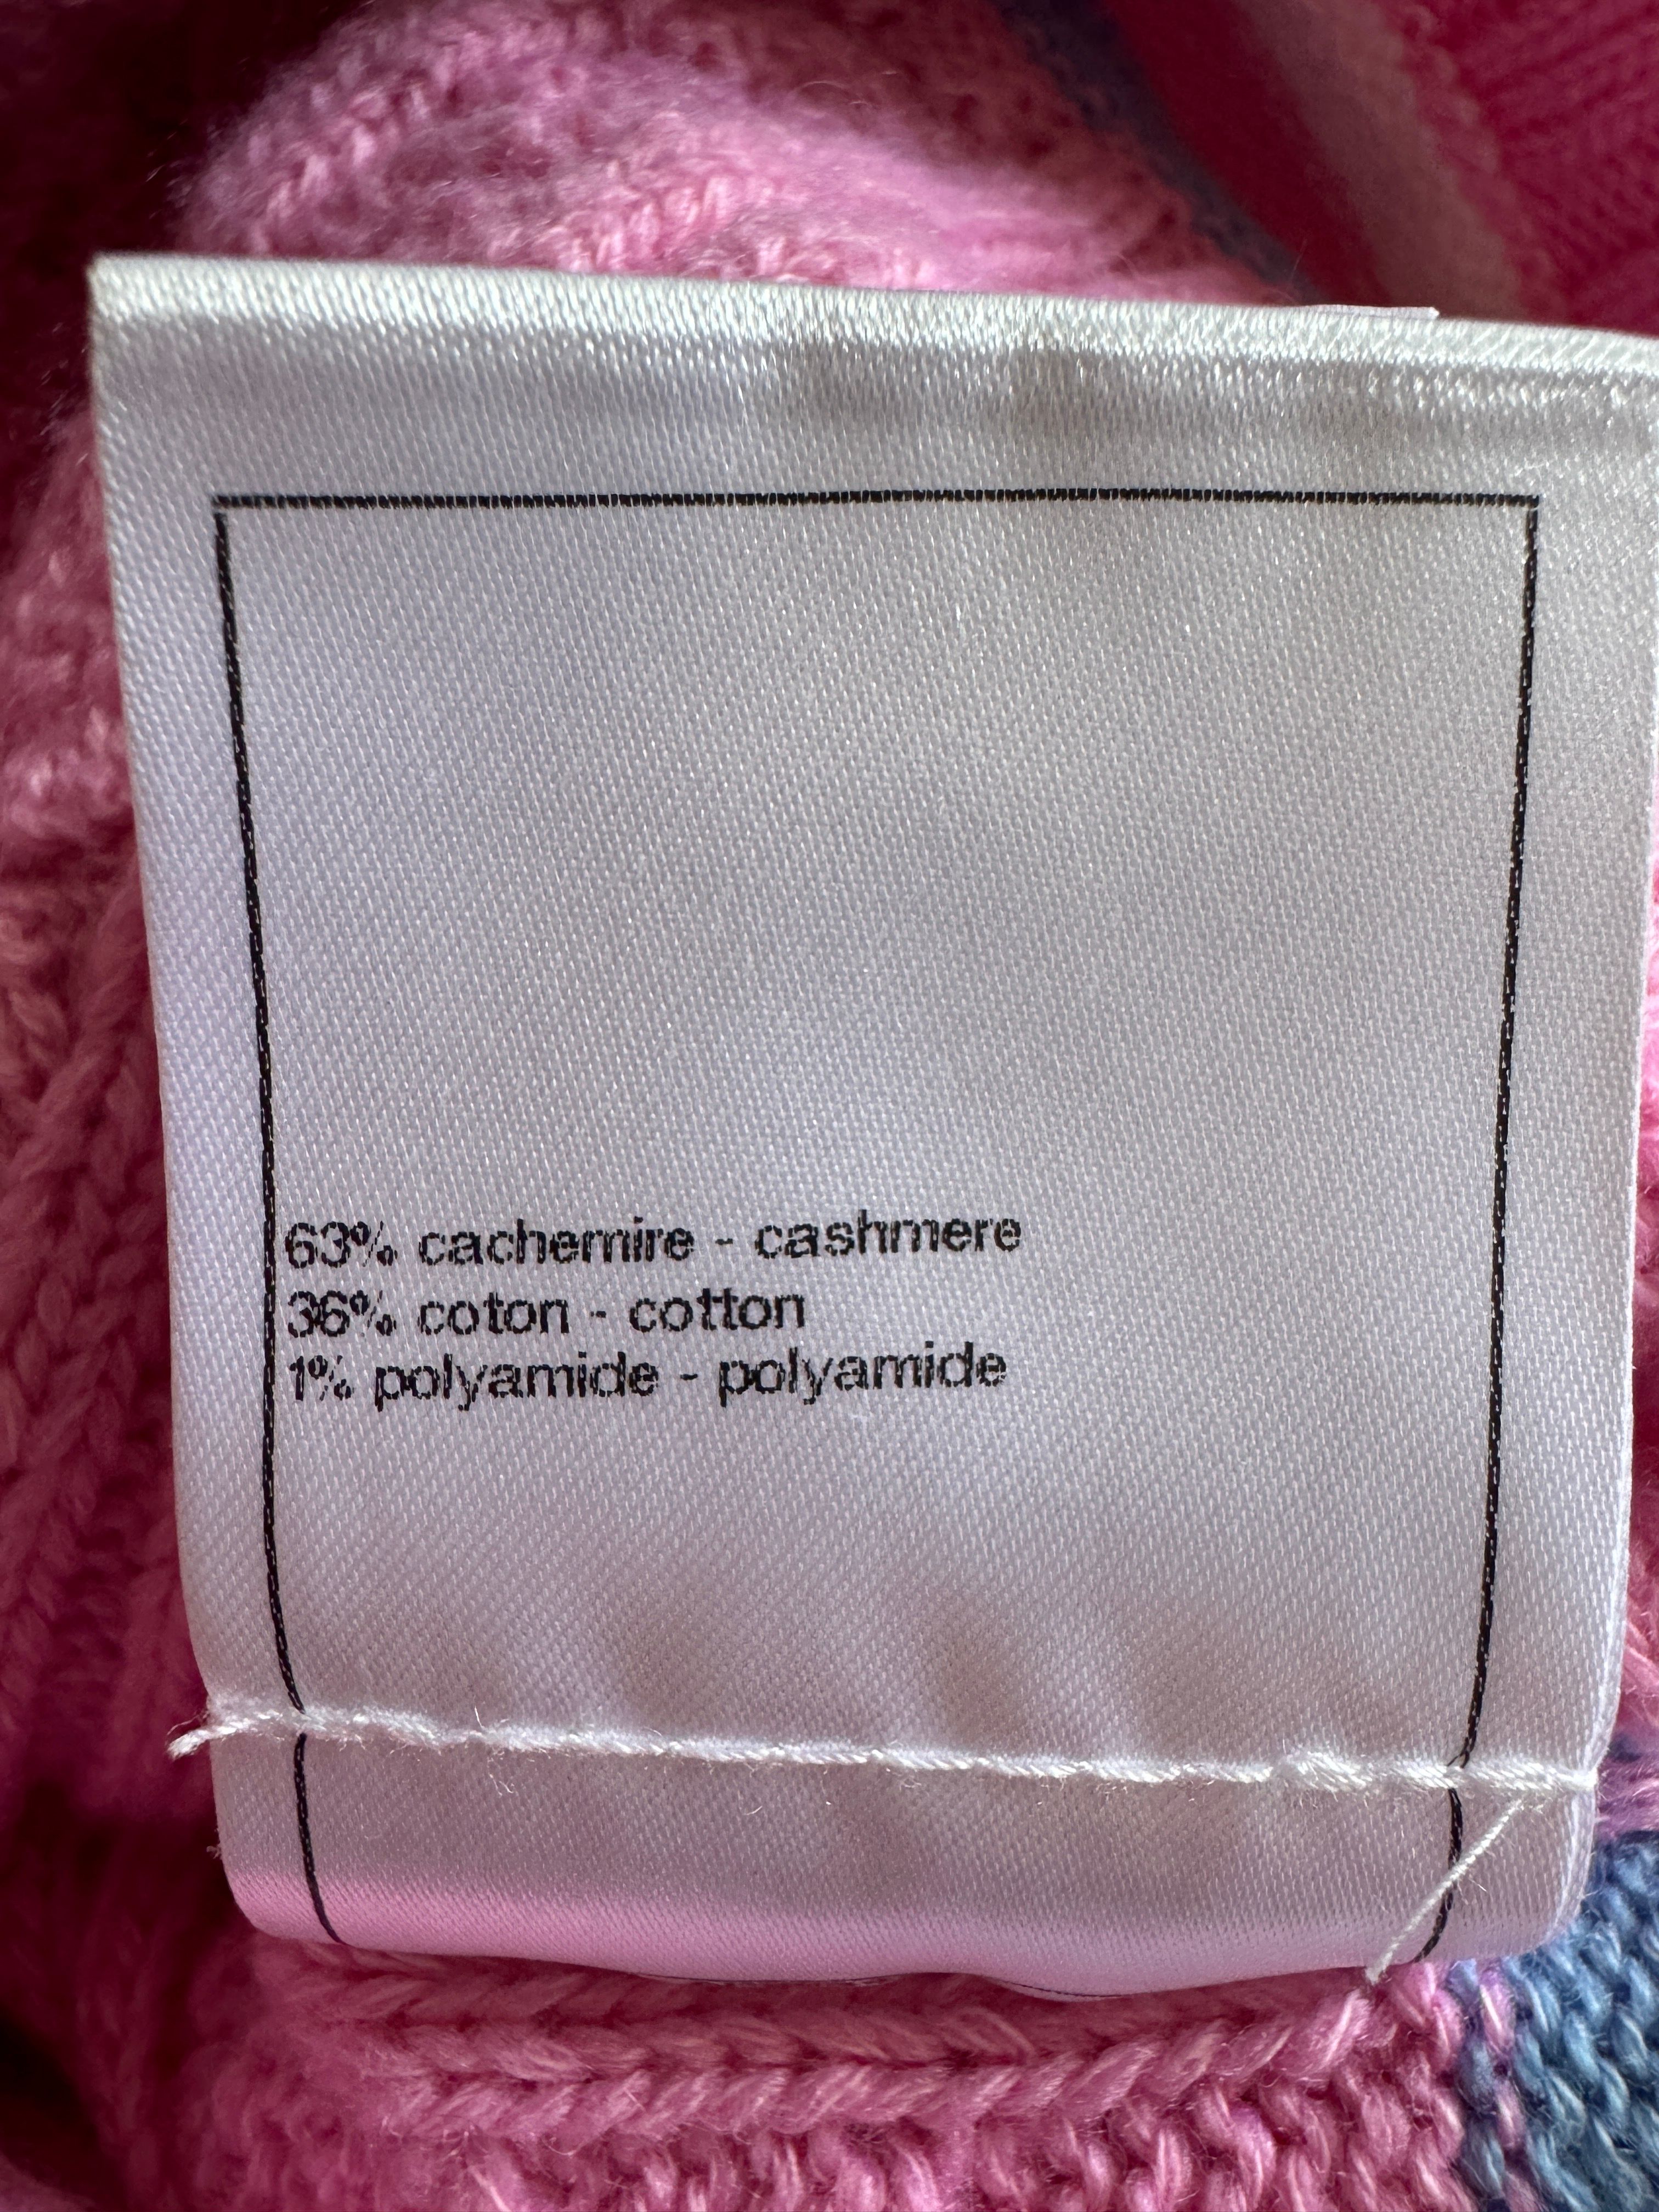 63% cachemire - cashmere
36% coton - cotton
1% polyamide - polyamide